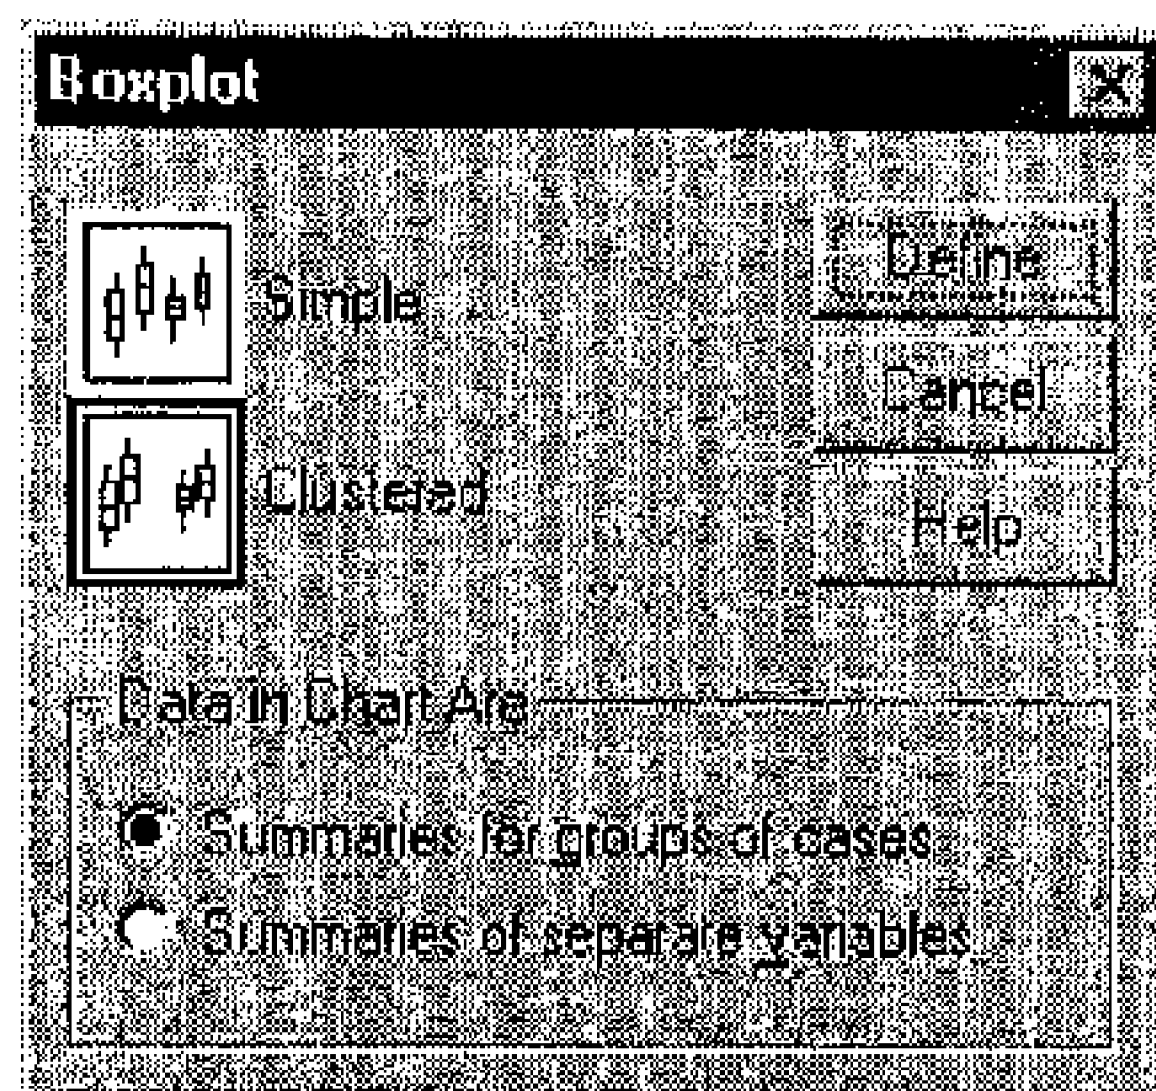 Boxplot
Simple
Define
Cancel
Clustered
Help
Data in Chart Are
Summaries for groups of cases
Summaries of separate variables